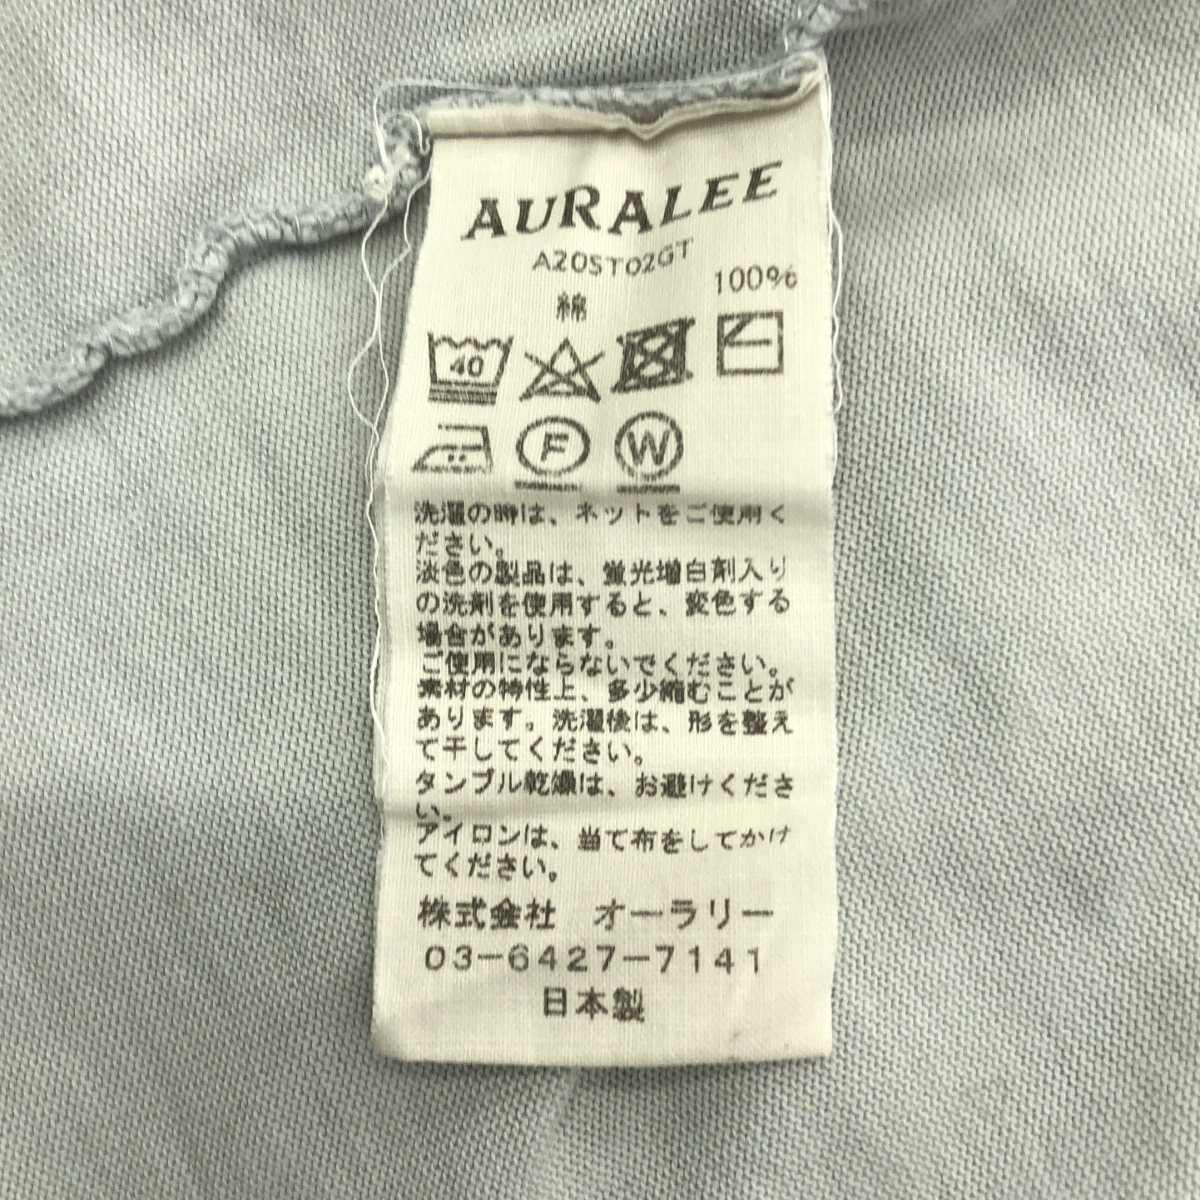 AURALEE
A20ST02GT
綿 100%
40
F W
洗濯の時は、ネットをご使用く
ださい。
淡色の製品は、蛍光増白剤入り
の洗剤を使用すると、変色する
場合があります。
ご使用にならないでください。
素材の特性上、多少縮むことが
あります。洗濯後は、形を整え
て干してください。
タンブル乾燥は、お避けくださ
い。
アイロンは、当て布をしてかけ
てください。
株式会社 オーラリー
03-6427-7141
日本製